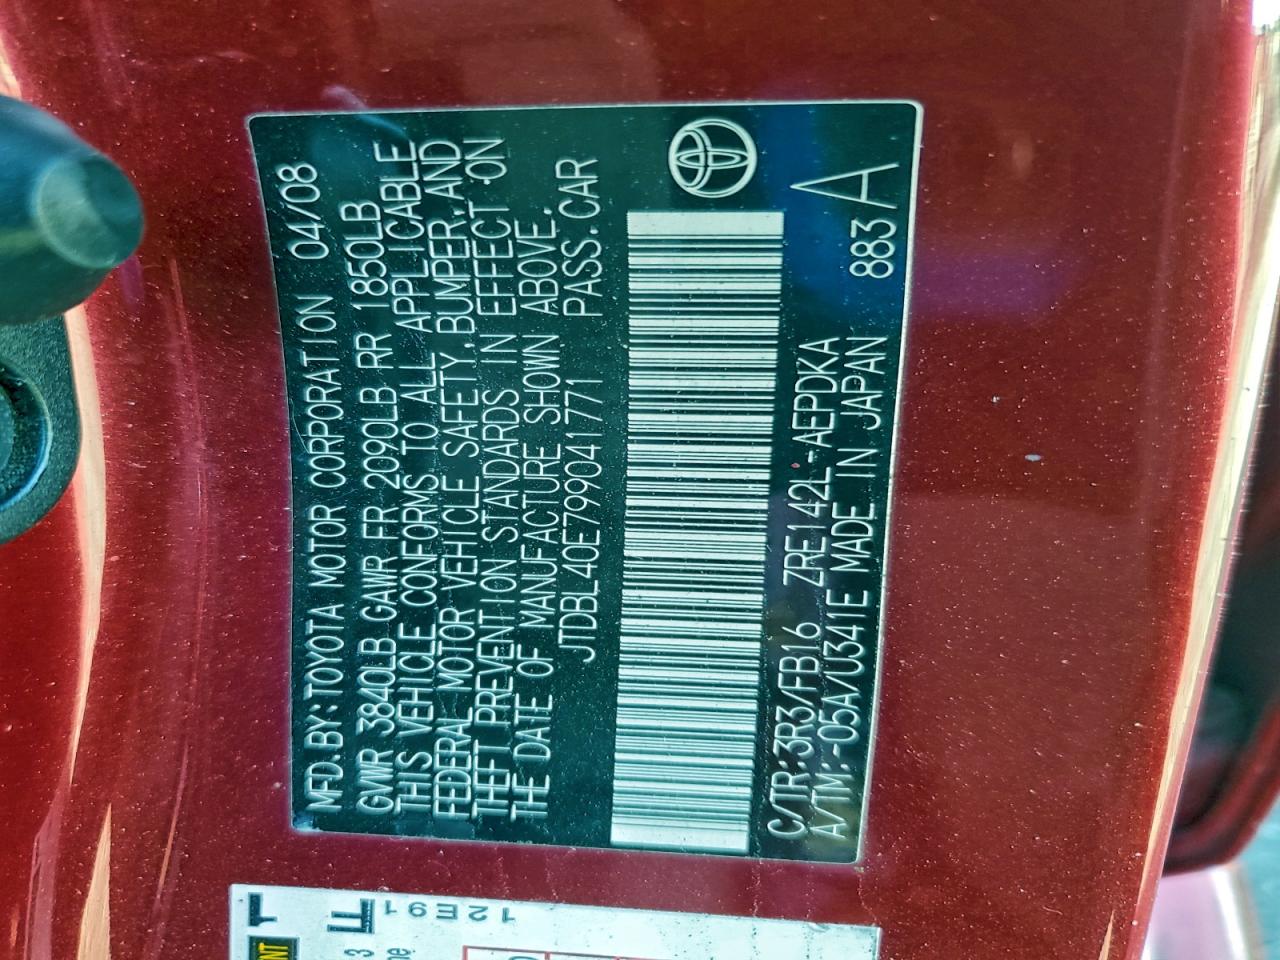 MFD.BY:TOYOTA MOTOR CORPORATION 04/08
GVWR 3840LB GAWR FR 2090LB RR 1850LB
THIS VEHICLE CONFORMS TO ALL APPLICABLE
FEDERAL MOTOR VEHICLE SAFETY,BUMPER,AND
THEFT PREVENTION STANDARDS IN EFFECT ON
THE DATE OF MANUFACTURE SHOWN ABOVE.
JTDBL40E799041771 PASS.CAR
C/TR:3R3/FB16 ZRE142L-AEPDKA
A/TM:-05A/U341E MADE IN JAPAN 883 A
12E91